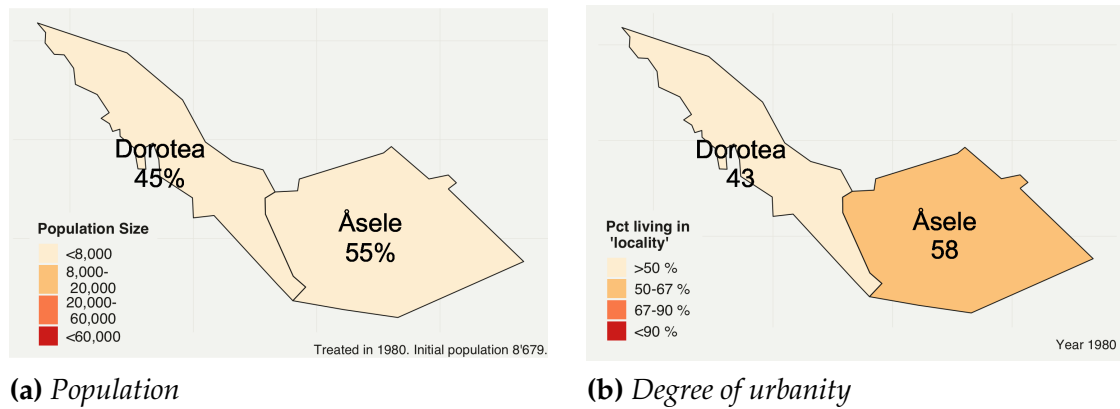 Dorotea
45%
Åsele
55%
Population Size
<8,000
8,000-
20,000
20,000-
60,000
<60,000
Treated in 1980. Initial population 8'679.
(a) Population
Dorotea
43
Åsele
58
Pct living in
'locality'
>50 %
50-67 %
67-90 %
<90 %
Year 1980
(b) Degree of urbanity